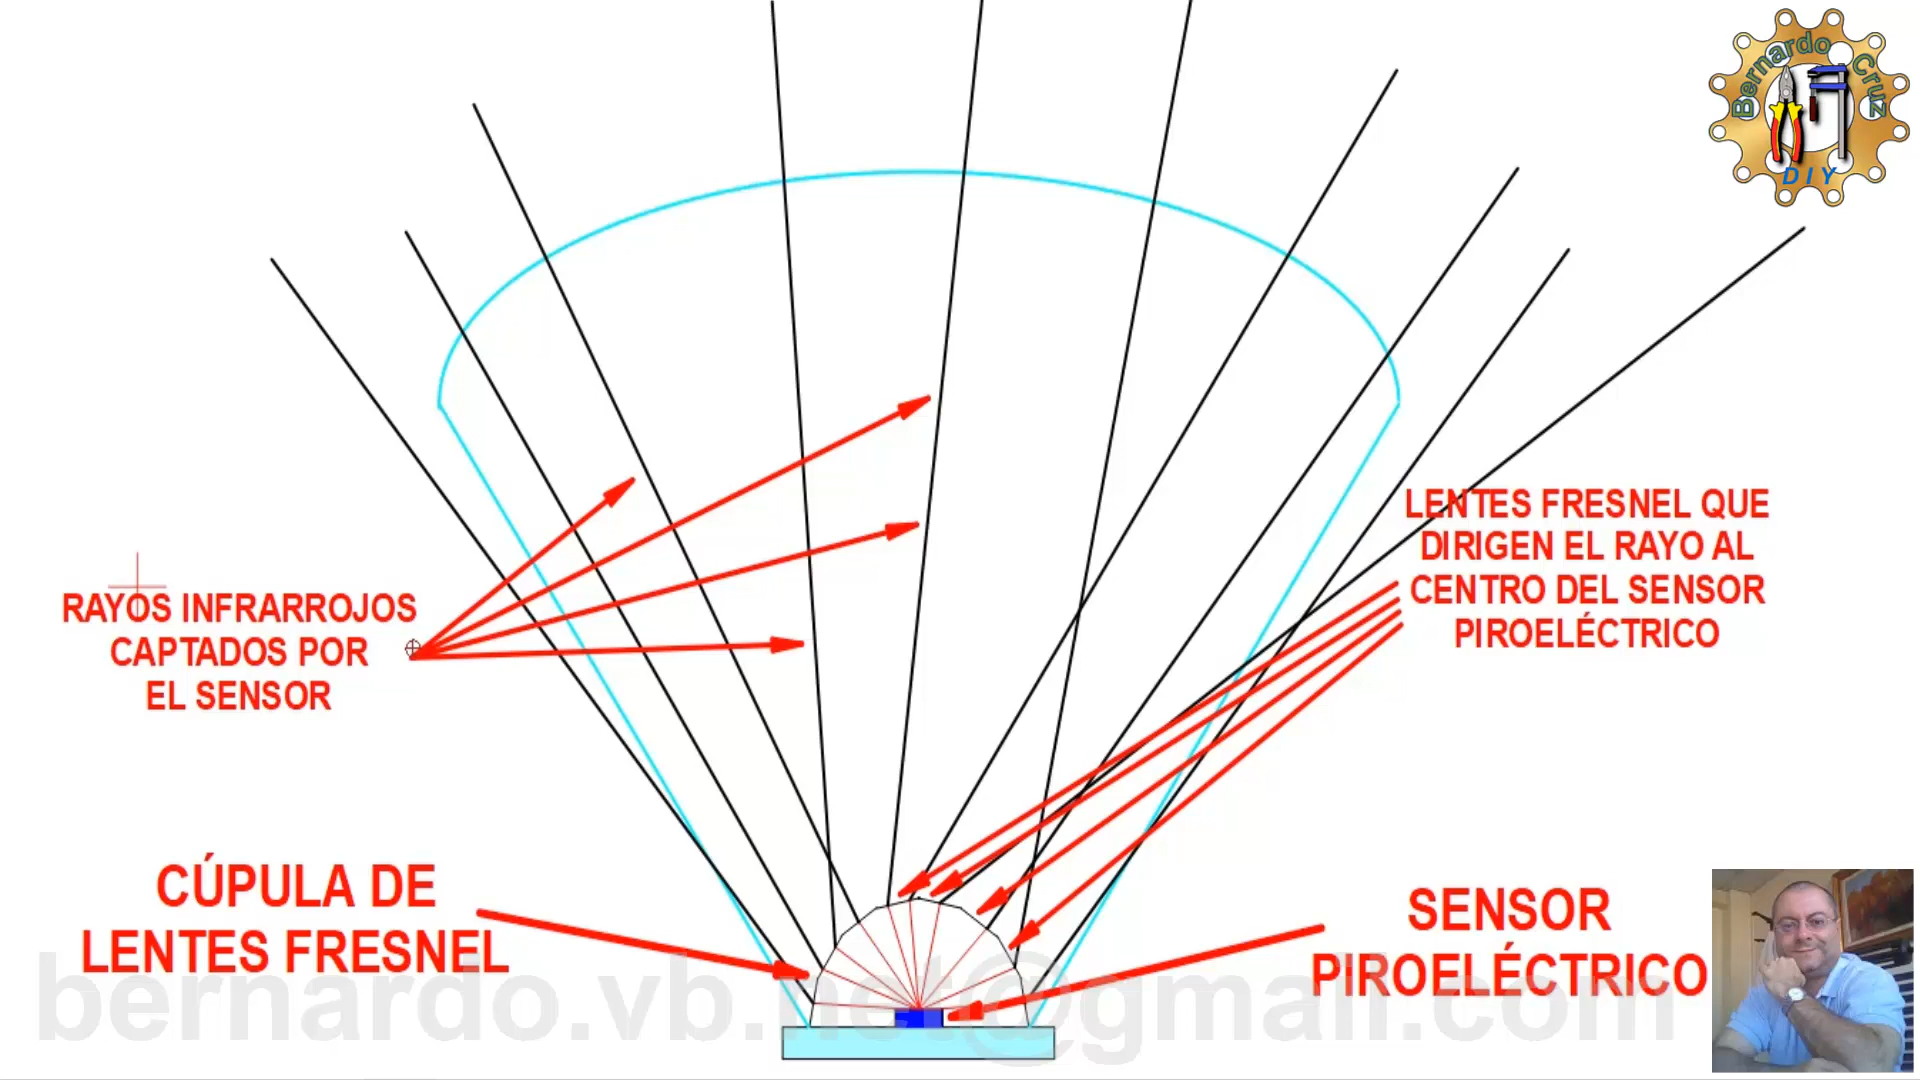 Bernardo Cruz
DIY
LENTES FRESNEL QUE
DIRIGEN EL RAYO AL
CENTRO DEL SENSOR
PIROELÉCTRICO
RAYOS INFRARROJOS
CAPTADOS POR
EL SENSOR
CÚPULA DE
LENTES FRESNEL
SENSOR
PIROELÉCTRICO
bernardo.vb.net@gmail.com